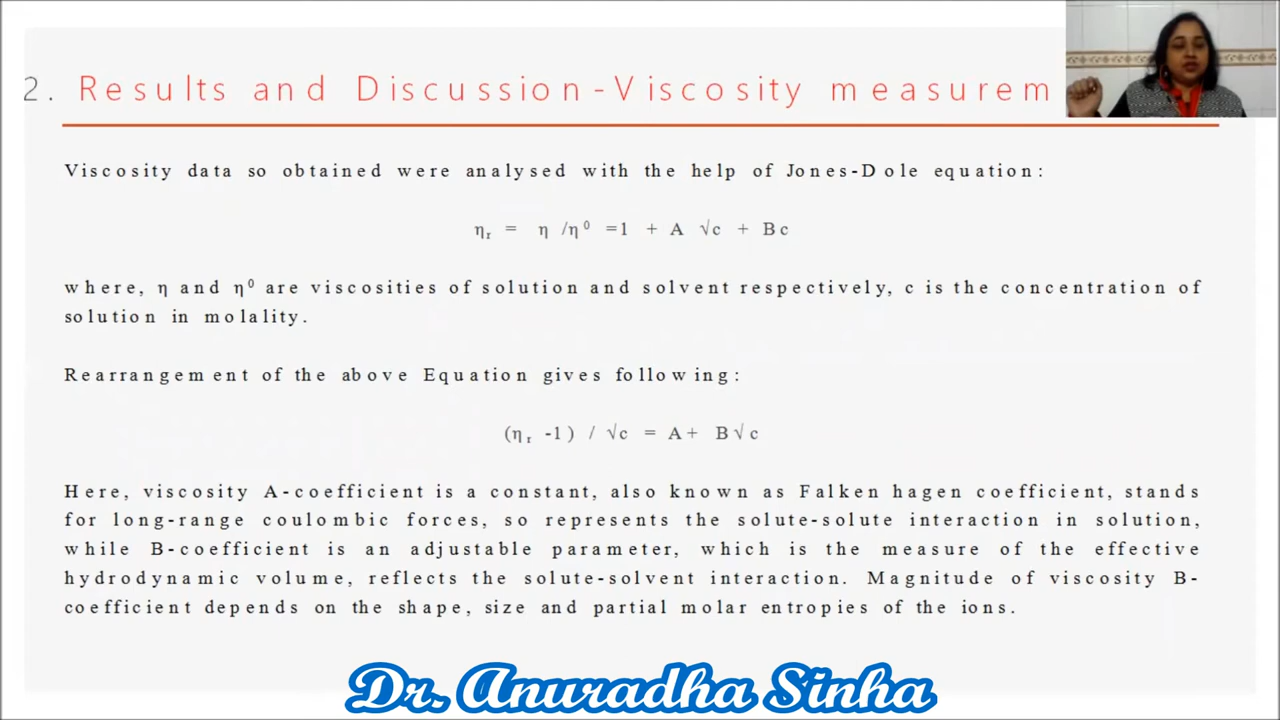 2. Results and Discussion-Viscosity measurem
Viscosity data so obtained were analysed with the help of Jones-Dole equation:
ηᵣ = η /η⁰ =1 + A √c + Bc
where, η and η⁰ are viscosities of solution and solvent respectively, c is the concentration of
solution in molality.
Rearrangement of the above Equation gives following:
(ηᵣ -1) / √c = A+ B√c
Here, viscosity A-coefficient is a constant, also known as Falken hagen coefficient, stands
for long-range coulombic forces, so represents the solute-solute interaction in solution,
while B-coefficient is an adjustable parameter, which is the measure of the effective
hydrodynamic volume, reflects the solute-solvent interaction. Magnitude of viscosity B-
coefficient depends on the shape, size and partial molar entropies of the ions.
Dr. Anuradha Sinha